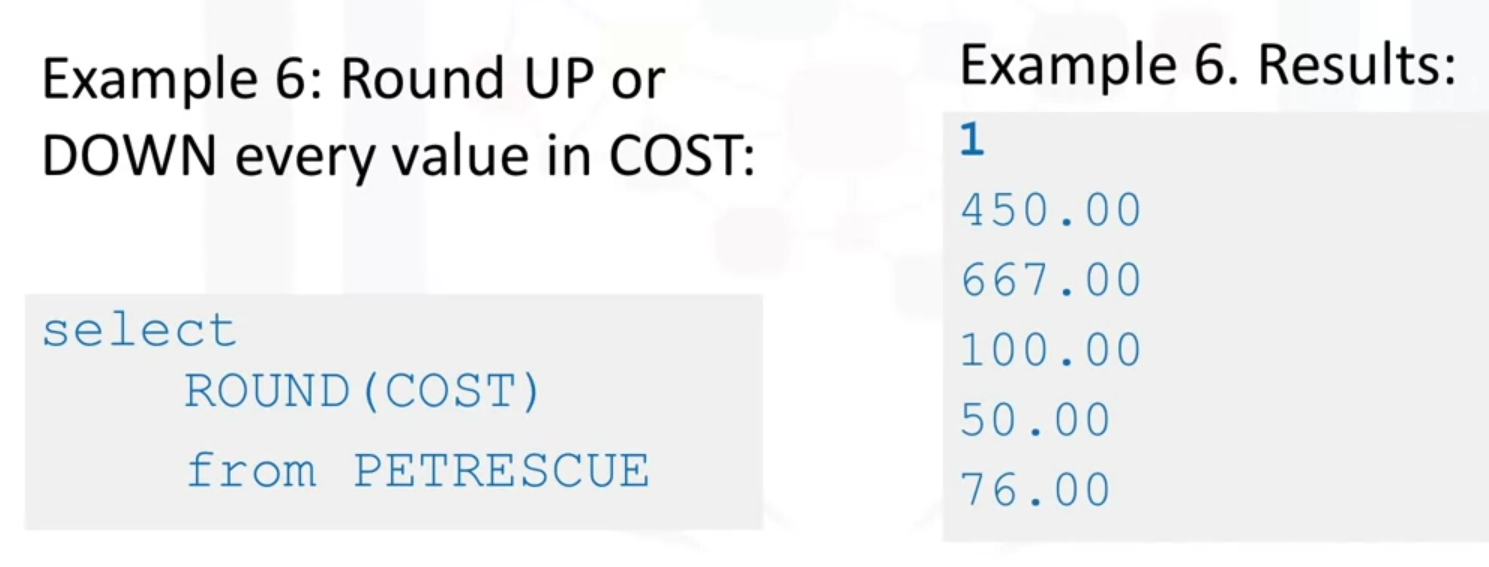 Example 6: Round UP or
DOWN every value in COST:
select
ROUND(COST)
from PETRESCUE
Example 6. Results:
1
450.00
667.00
100.00
50.00
76.00